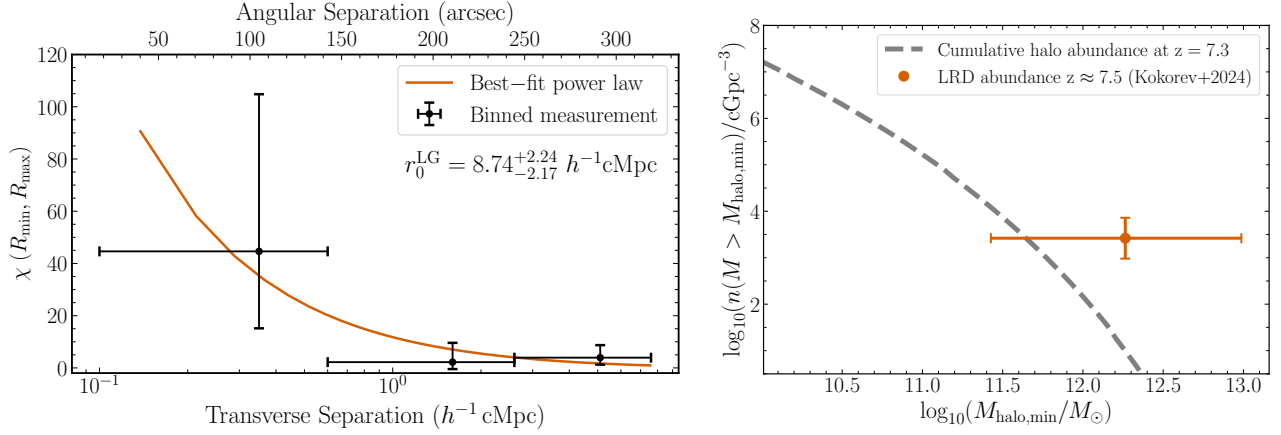 Angular Separation (arcsec)
50 100 150 200 250 300
χ (R_min, R_max)
120
100
80
60
40
20
0
Best−fit power law
Binned measurement
r_0^LG = 8.74^{+2.24}_{−2.17} h^{−1}cMpc
10^{−1} 10^0
Transverse Separation (h^{−1} cMpc)
log_10(n(M > M_halo,min)/cGpc^{−3})
8
6
4
2
Cumulative halo abundance at z = 7.3
LRD abundance z ≈ 7.5 (Kokorev+2024)
10.5 11.0 11.5 12.0 12.5 13.0
log_10(M_halo,min/M_⊙)